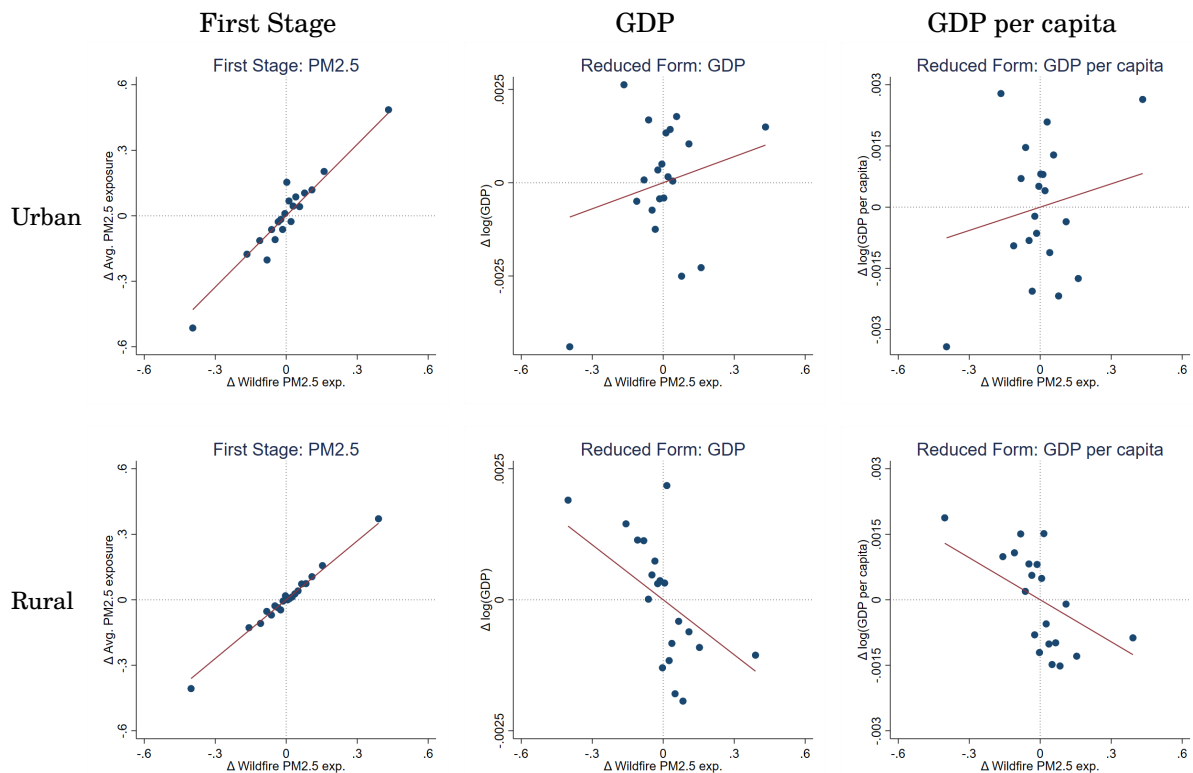 First Stage
GDP
GDP per capita
Urban
First Stage: PM2.5
Δ Avg. PM2.5 exposure
.6
.3
0
-.3
-.6
-.6
-.3
0
.3
.6
Δ Wildfire PM2.5 exp.
Reduced Form: GDP
Δ log(GDP)
.0025
0
-.0025
-.6
-.3
0
.3
.6
Δ Wildfire PM2.5 exp.
Reduced Form: GDP per capita
Δ log(GDP per capita)
.003
.0015
0
-.0015
-.003
-.6
-.3
0
.3
.6
Δ Wildfire PM2.5 exp.
Rural
First Stage: PM2.5
Δ Avg. PM2.5 exposure
.6
.3
0
-.3
-.6
-.6
-.3
0
.3
.6
Δ Wildfire PM2.5 exp.
Reduced Form: GDP
Δ log(GDP)
.0025
0
-.0025
-.6
-.3
0
.3
.6
Δ Wildfire PM2.5 exp.
Reduced Form: GDP per capita
Δ log(GDP per capita)
.003
.0015
0
-.0015
-.003
-.6
-.3
0
.3
.6
Δ Wildfire PM2.5 exp.